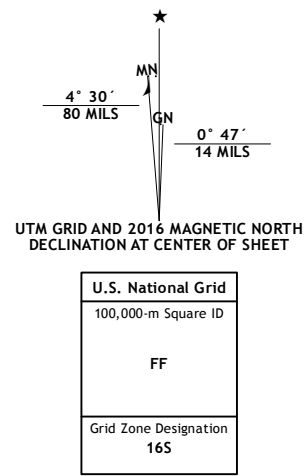 ★
MN
4° 30´
80 MILS
GN
0° 47´
14 MILS
UTM GRID AND 2016 MAGNETIC NORTH
DECLINATION AT CENTER OF SHEET
U.S. National Grid
100,000-m Square ID
FF
Grid Zone Designation
16S